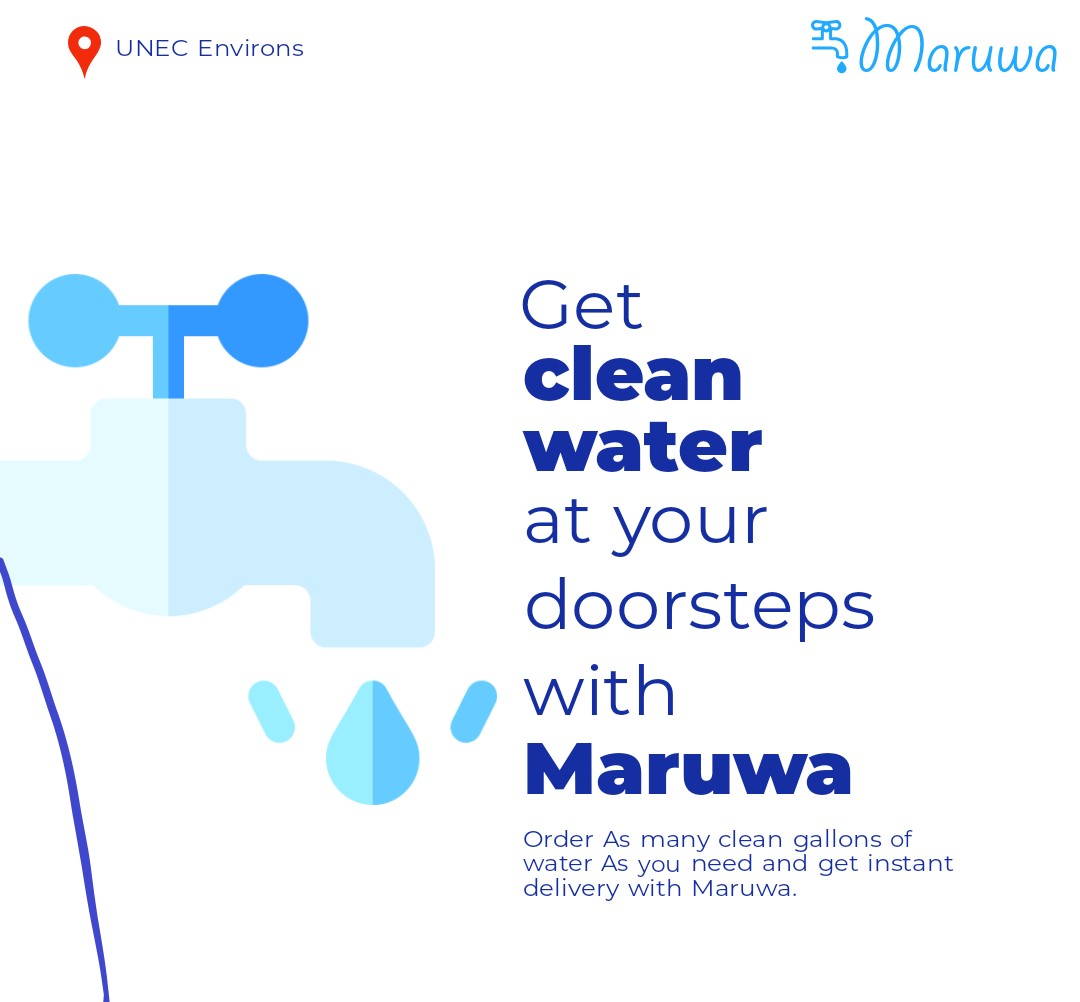 UNEC Environs
Maruwa
Get
clean
water
at your
doorsteps
with
Maruwa
Order As many clean gallons of
water As you need and get instant
delivery with Maruwa.